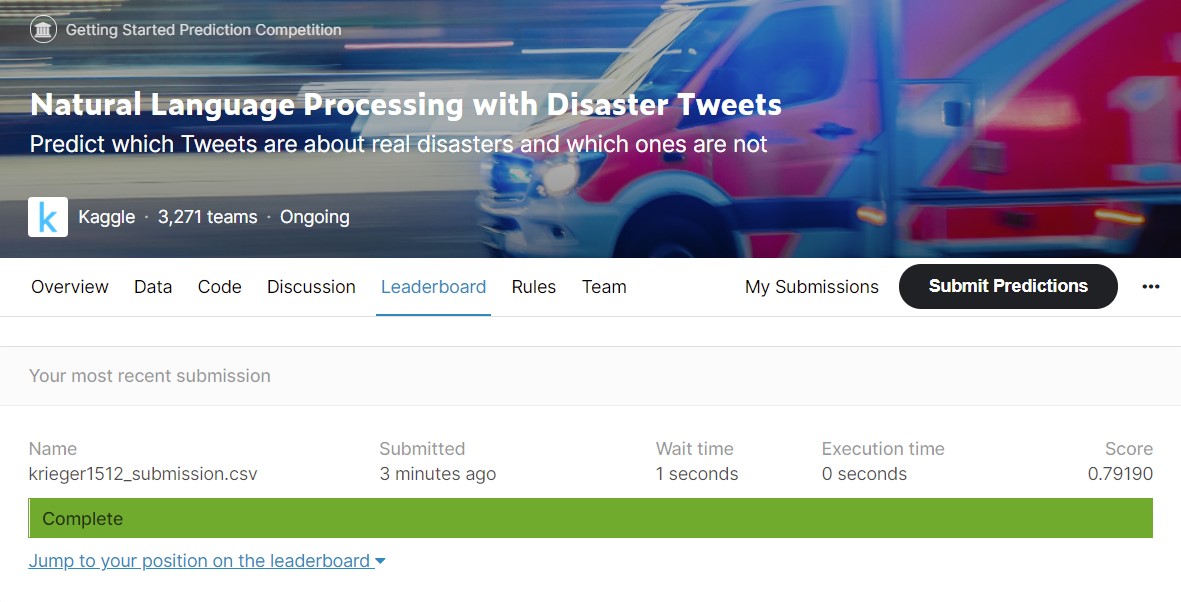 Getting Started Prediction Competition
Natural Language Processing with Disaster Tweets
Predict which Tweets are about real disasters and which ones are not
k
Kaggle · 3,271 teams · Ongoing
Overview Data Code Discussion Leaderboard Rules Team My Submissions Submit Predictions ...
Your most recent submission
Name Submitted Wait time Execution time Score
krieger1512_submission.csv 3 minutes ago 1 seconds 0 seconds 0.79190
Complete
Jump to your position on the leaderboard